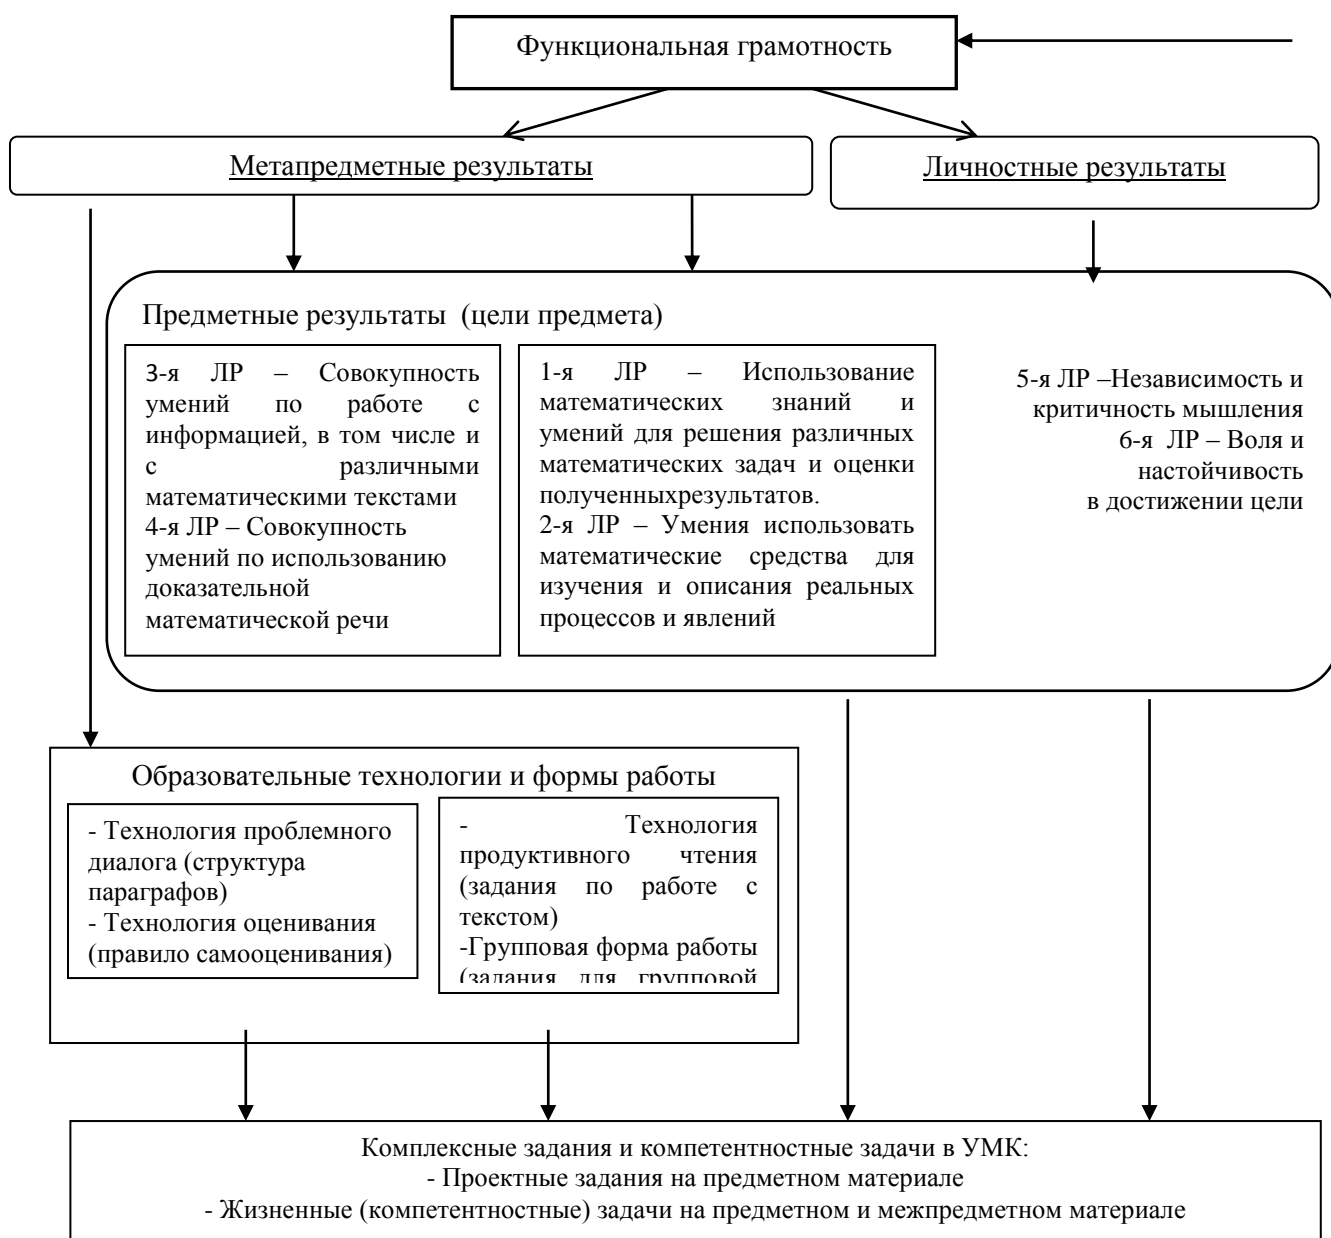 Функциональная грамотность
Метапредметные результаты
Личностные результаты
Предметные результаты (цели предмета)
3-я ЛР – Совокупность
умений по работе с
информацией, в том числе и
с различными
математическими текстами
4-я ЛР – Совокупность
умений по использованию
доказательной
математической речи
1-я ЛР – Использование
математических знаний и
умений для решения различных
математических задач и оценки
полученныхрезультатов.
2-я ЛР – Умения использовать
математические средства для
изучения и описания реальных
процессов и явлений
5-я ЛР –Независимость и
критичность мышления
6-я ЛР – Воля и
настойчивость
в достижении цели
Образовательные технологии и формы работы
- Технология проблемного
диалога (структура
параграфов)
- Технология оценивания
(правило самооценивания)
- Технология
продуктивного чтения
(задания по работе с
текстом)
-Групповая форма работы
(задания для групповой
Комплексные задания и компетентностные задачи в УМК:
- Проектные задания на предметном материале
- Жизненные (компетентностные) задачи на предметном и межпредметном материале